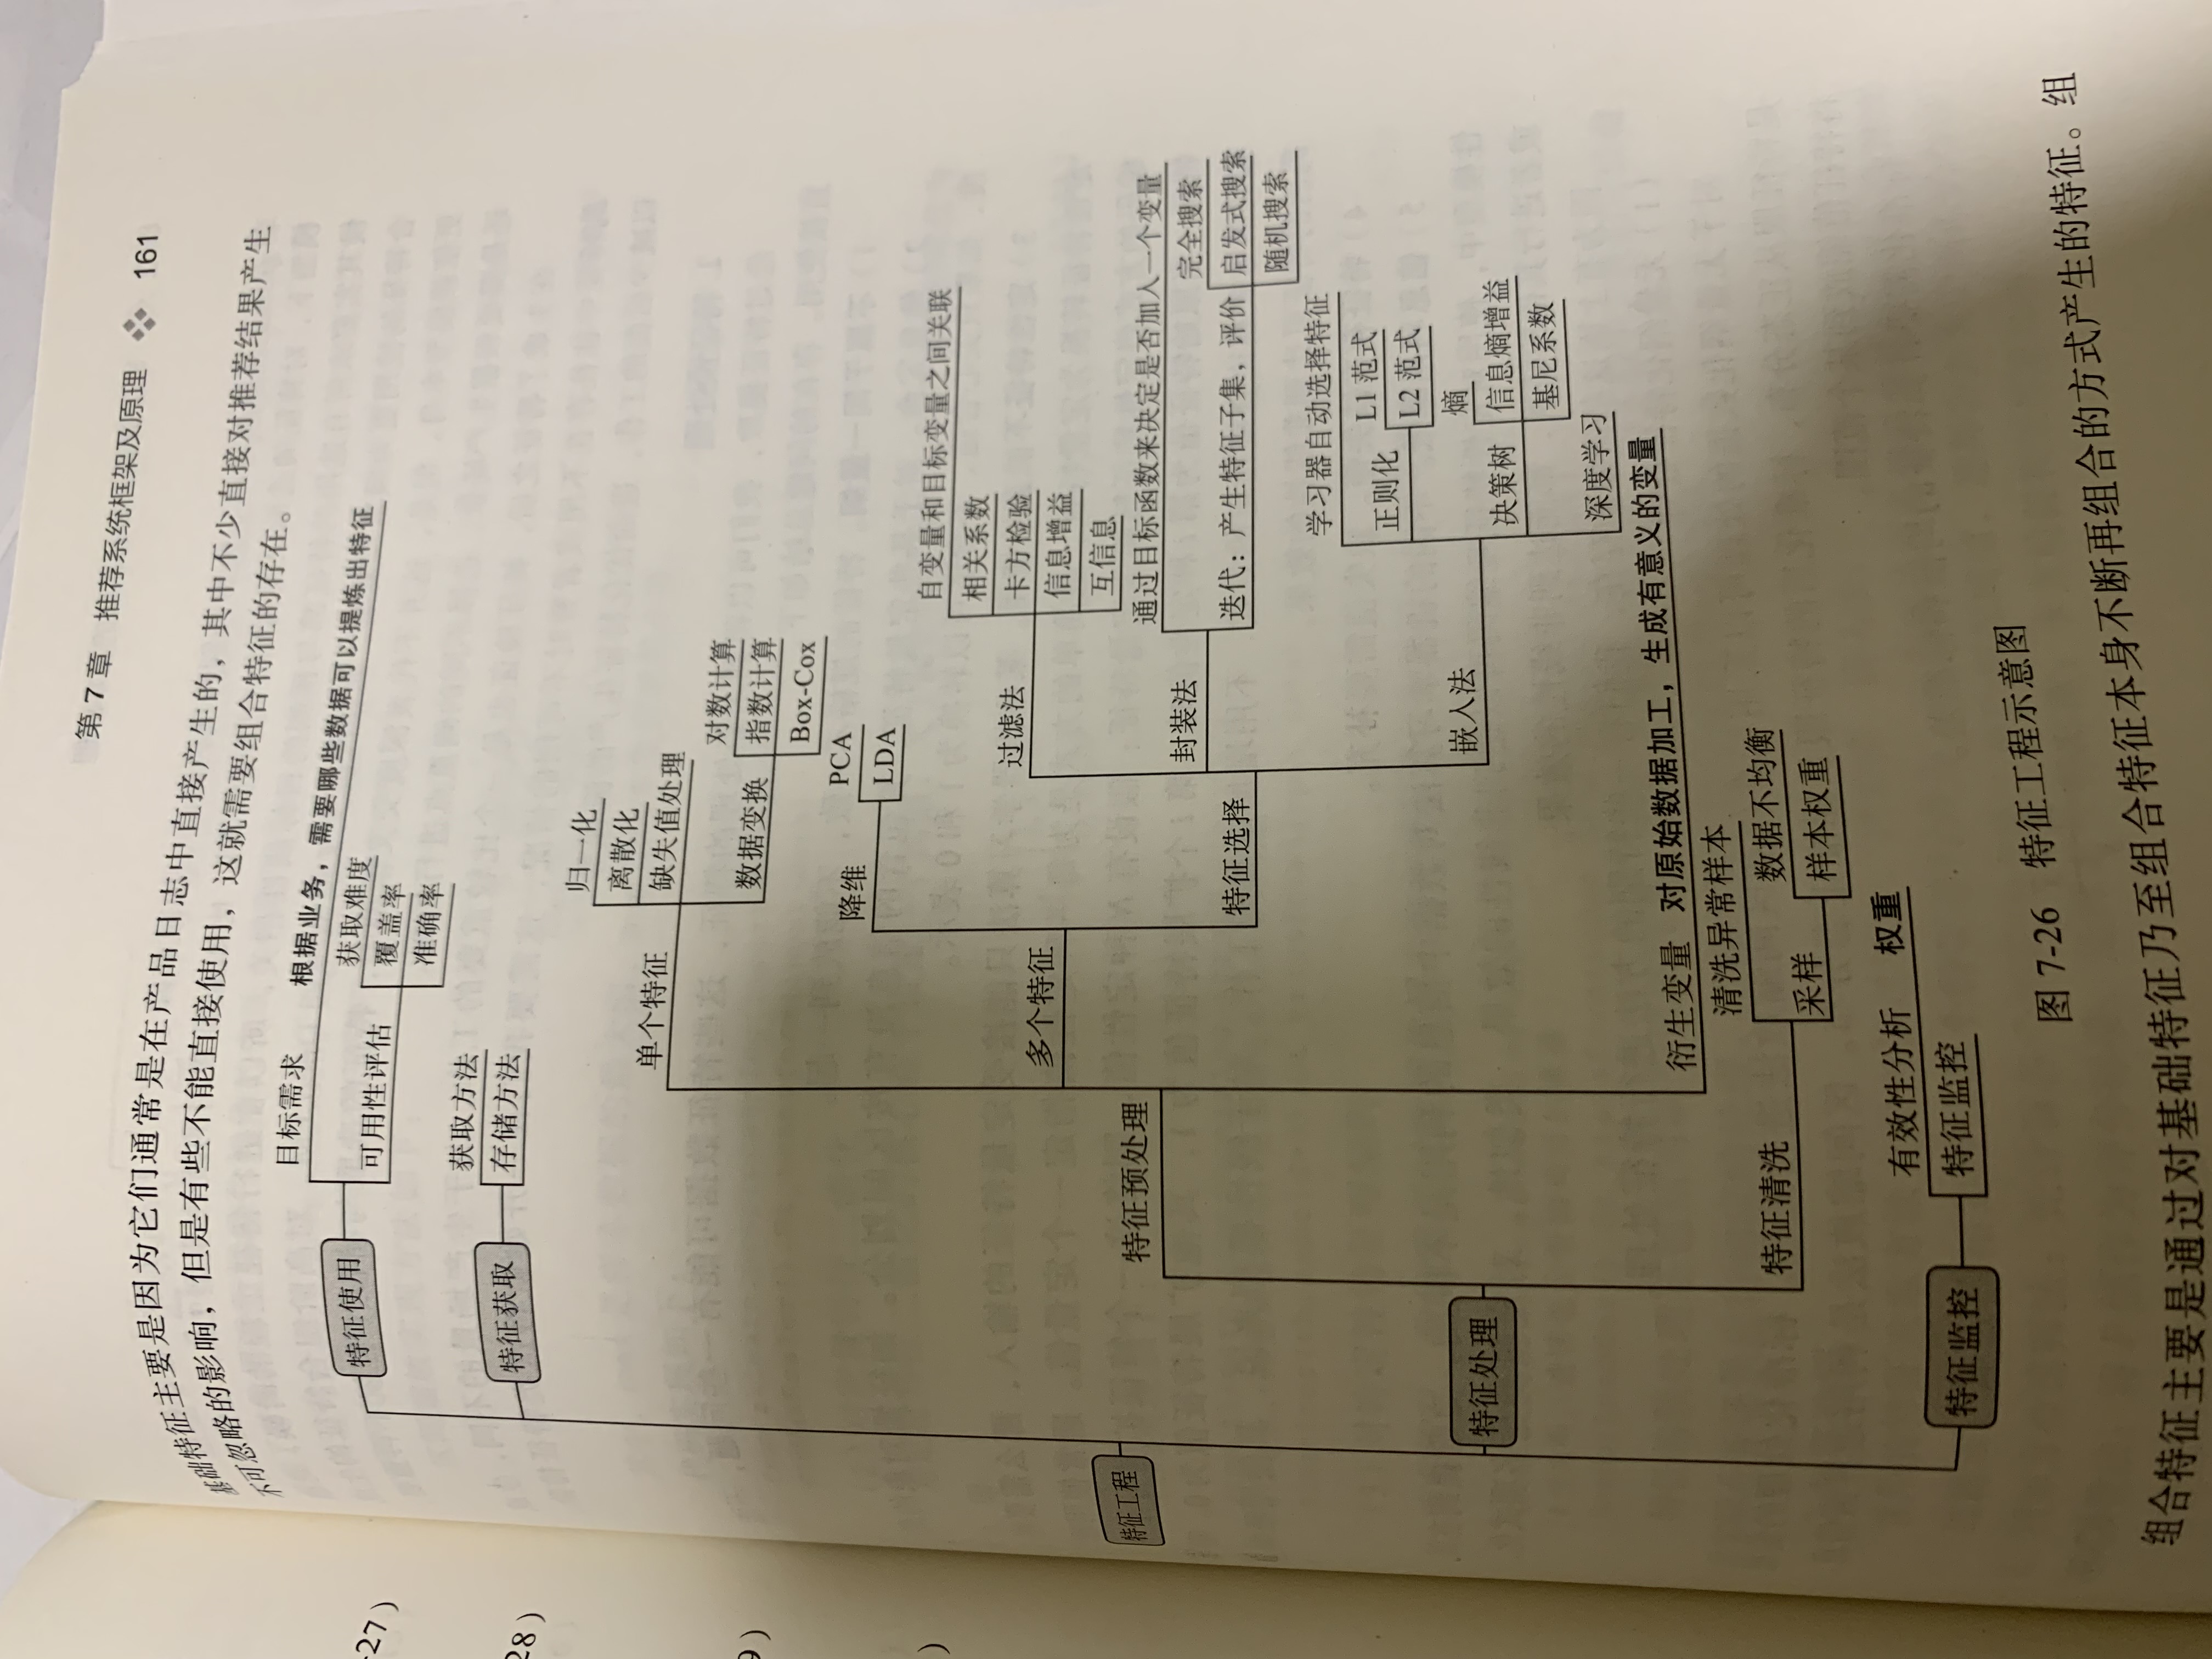 第 7 章 推荐系统框架及原理 161
基础特征主要是因为它们通常是在产品日志中直接产生的，其中不少直接对推荐结果产生
不可忽略的影响，但是有些不能直接使用，这就需要组合特征的存在。
-27）
28）
9）
）
特征工程
特征使用
目标需求 根据业务，需要哪些数据可以提炼出特征
可用性评估
获取难度
覆盖率
准确率
特征获取
获取方法
存储方法
特征处理
特征预处理
单个特征
归一化
离散化
缺失值处理
数据变换
对数计算
指数计算
Box-Cox
多个特征
降维
PCA
LDA
特征选择
过滤法
自变量和目标变量之间关联
相关系数
卡方检验
信息增益
互信息
封装法
通过目标函数来决定是否加入一个变量
迭代：产生特征子集，评价
完全搜索
启发式搜索
随机搜索
嵌入法
学习器自动选择特征
正则化
L1 范式
L2 范式
决策树
熵
信息熵增益
基尼系数
深度学习
衍生变量 对原始数据加工，生成有意义的变量
特征清洗
清洗异常样本
采样
数据不均衡
样本权重
特征监控
有效性分析 权重
特征监控
图 7-26 特征工程示意图
组合特征主要是通过对基础特征乃至组合特征本身不断再组合的方式产生的特征。组